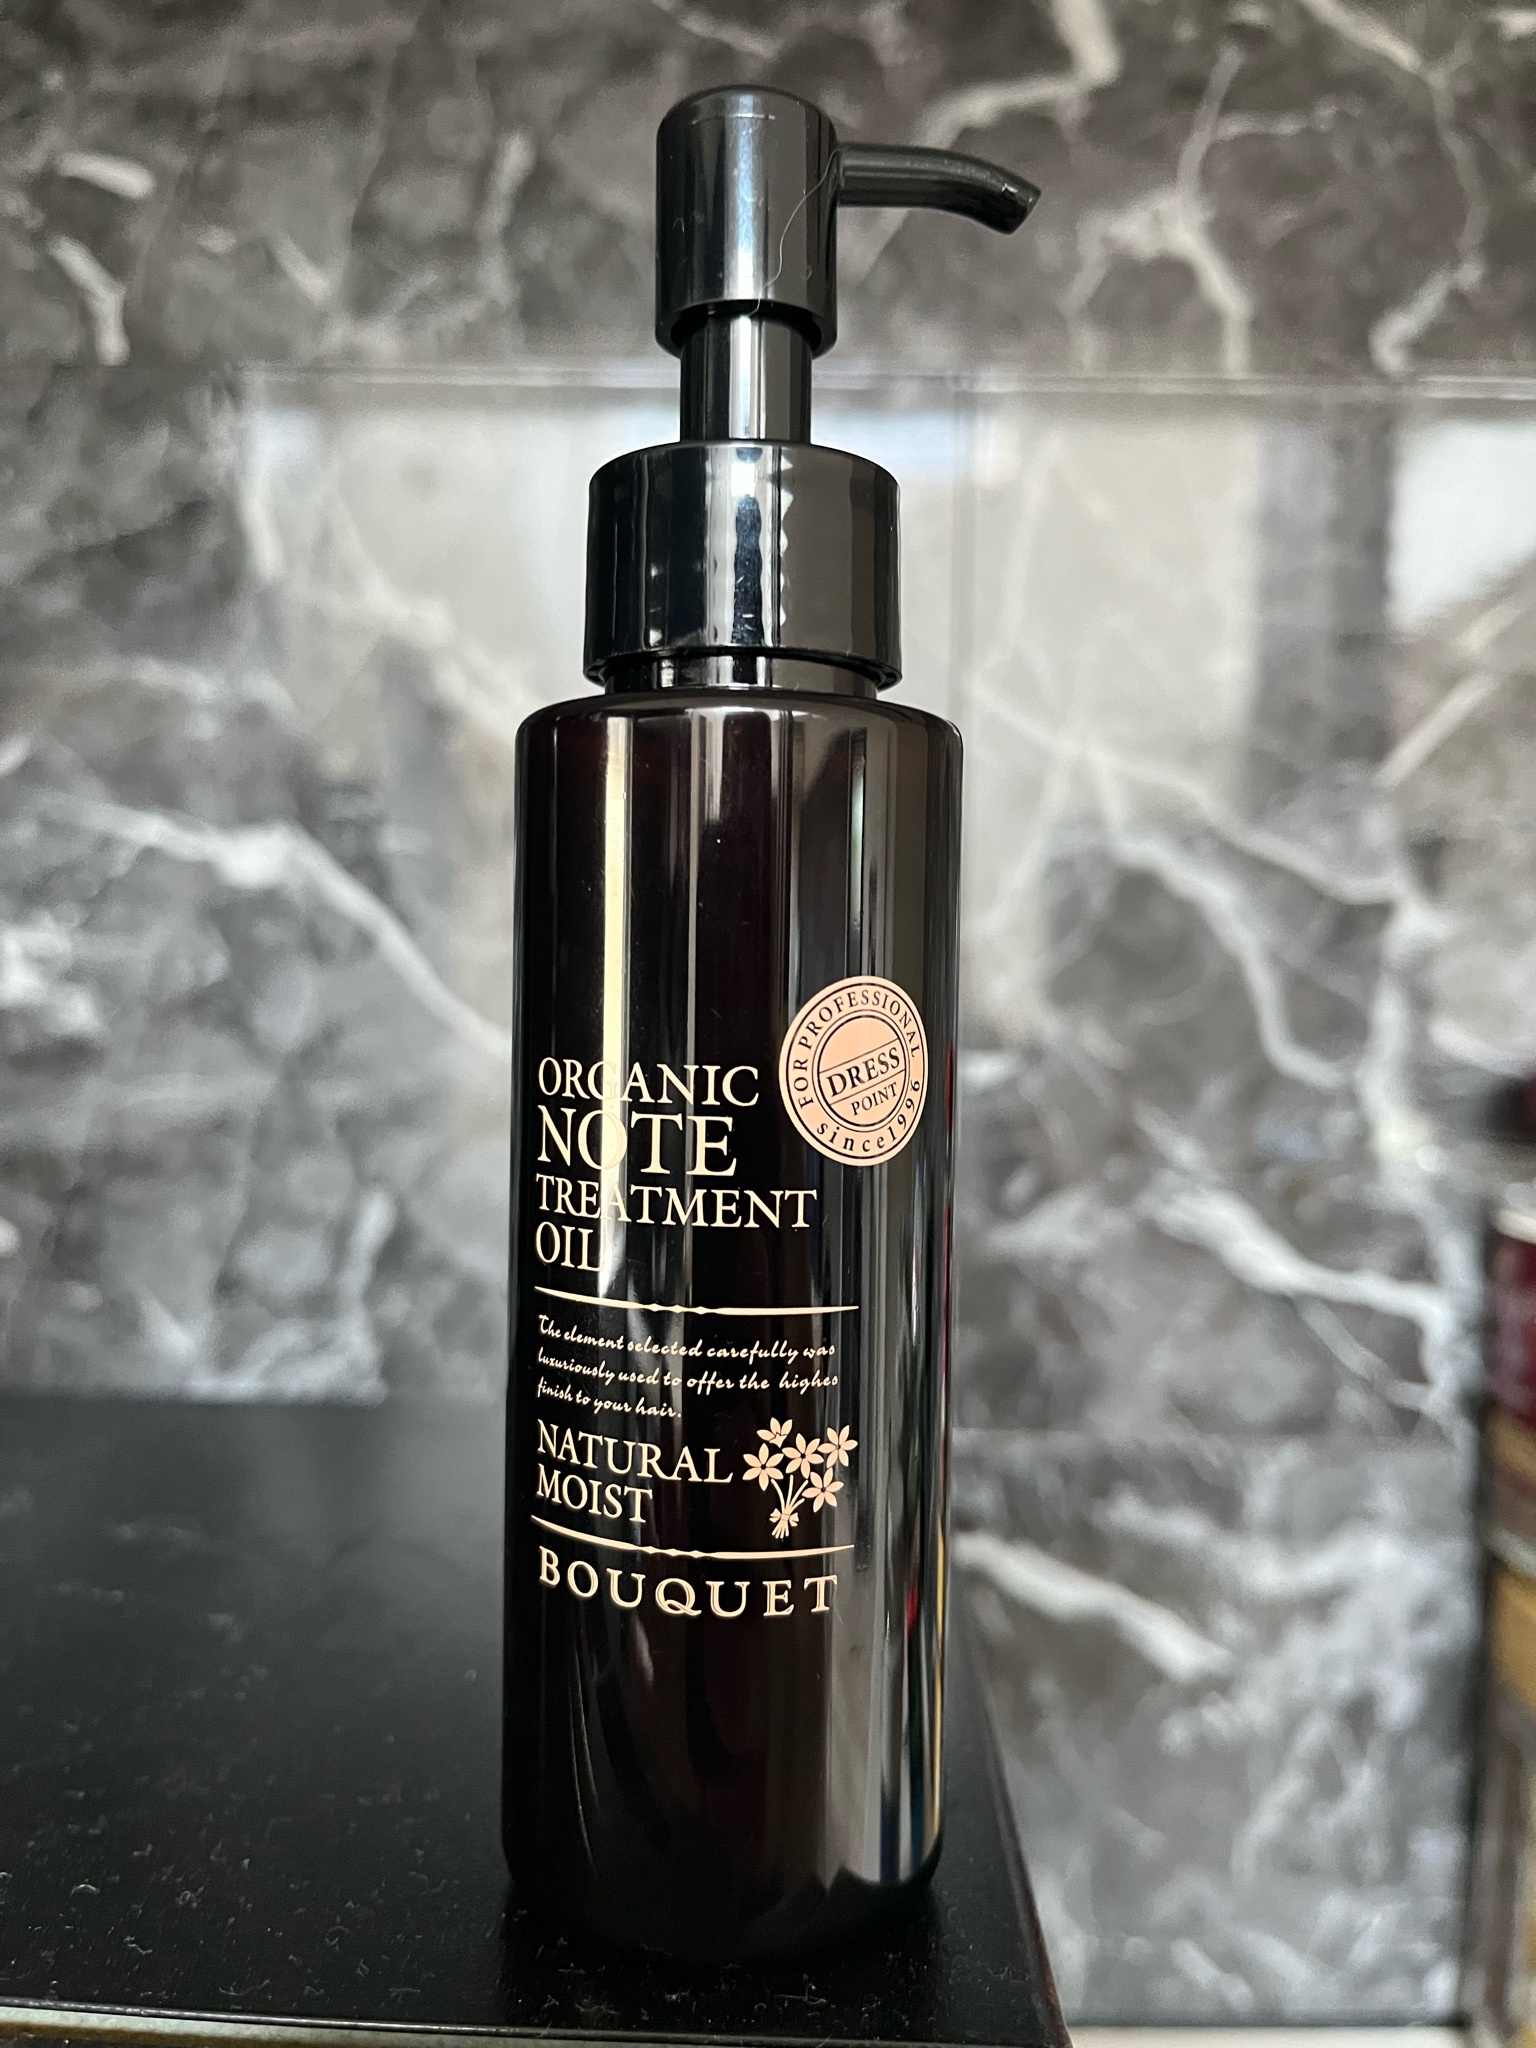 FOR PROFESSIONAL
DRESS
POINT
since1996
ORGANIC
NOTE
TREATMENT
OIL
The element selected carefully was
luxuriously used to offer the highes
finish to your hair.
NATURAL
MOIST
BOUQUET